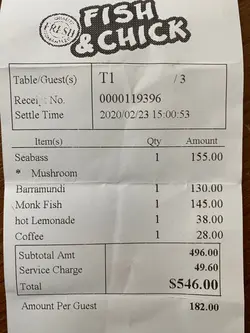 FRESH
FISH
& CHICK
Table/Guest(s) T1 / 3
Receipt No. 0000119396
Settle Time 2020/02/23 15:00:53
Item(s) Qty Amount
Seabass 1 155.00
* Mushroom
Barramundi 1 130.00
Monk Fish 1 145.00
hot Lemonade 1 38.00
Coffee 1 28.00
Subtotal Amt 496.00
Service Charge 49.60
Total $546.00
Amount Per Guest 182.00